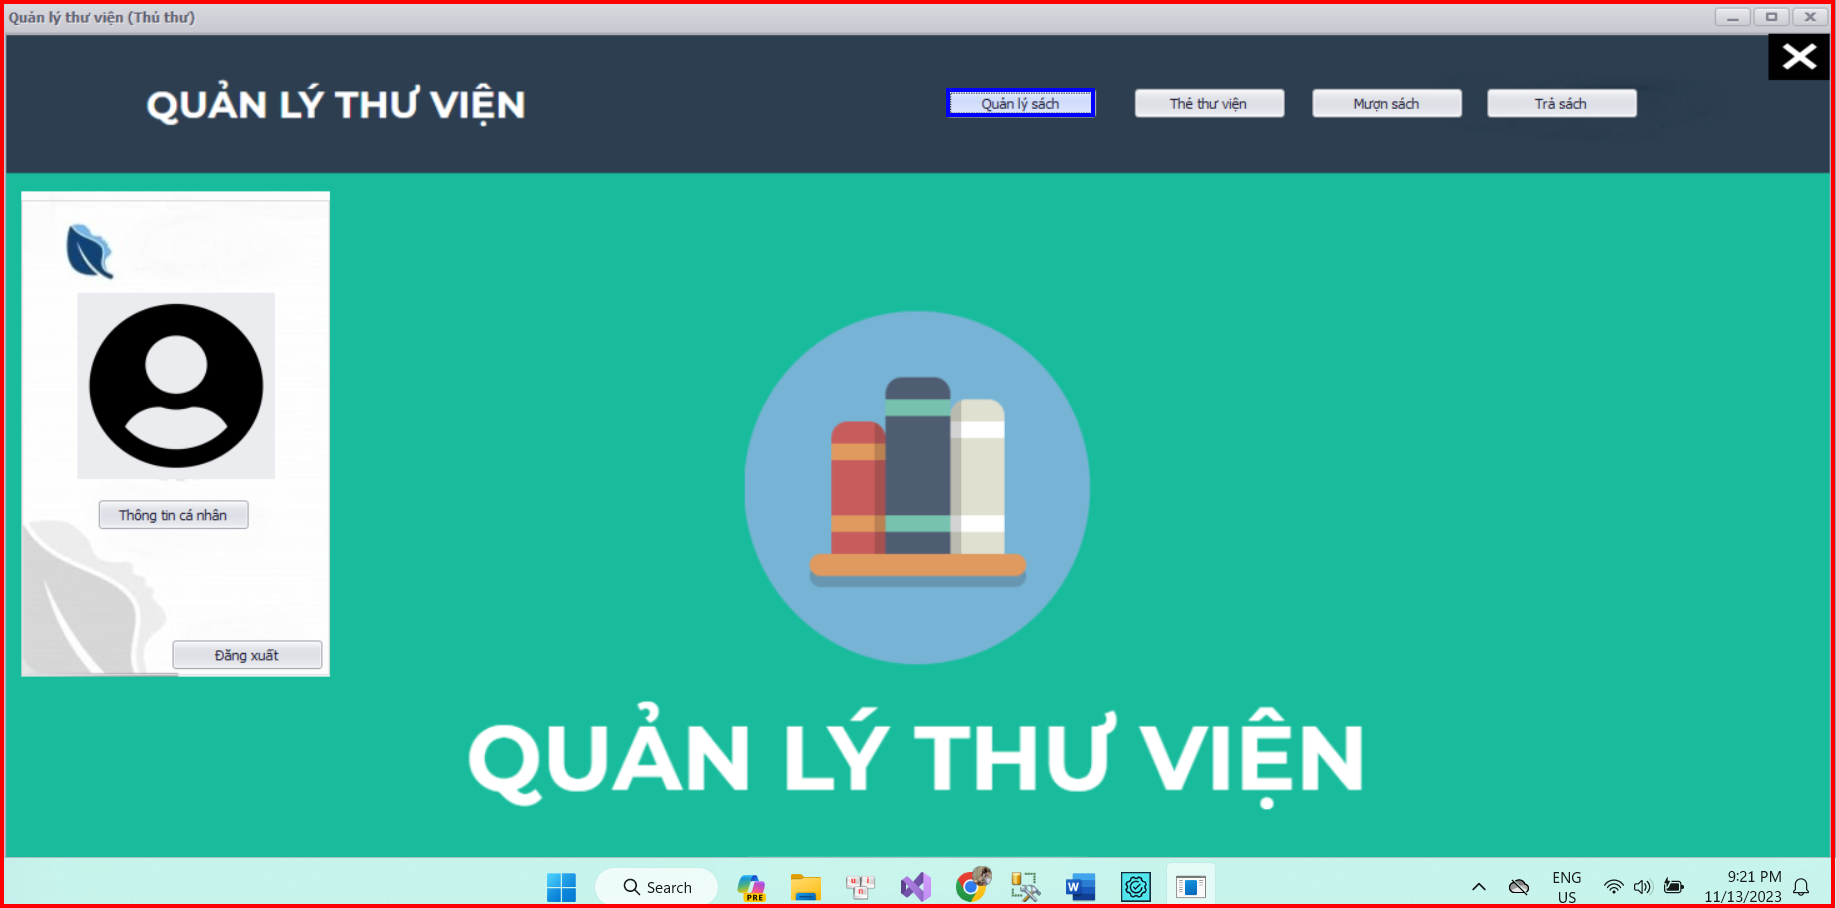 Quản lý thư viện (Thủ thư)
QUẢN LÝ THƯ VIỆN
Quản lý sách
Thẻ thư viện
Mượn sách
Trả sách
Thông tin cá nhân
Đăng xuất
QUẢN LÝ THƯ VIỆN
Search
PRE
W
ENG
US
9:21 PM
11/13/2023